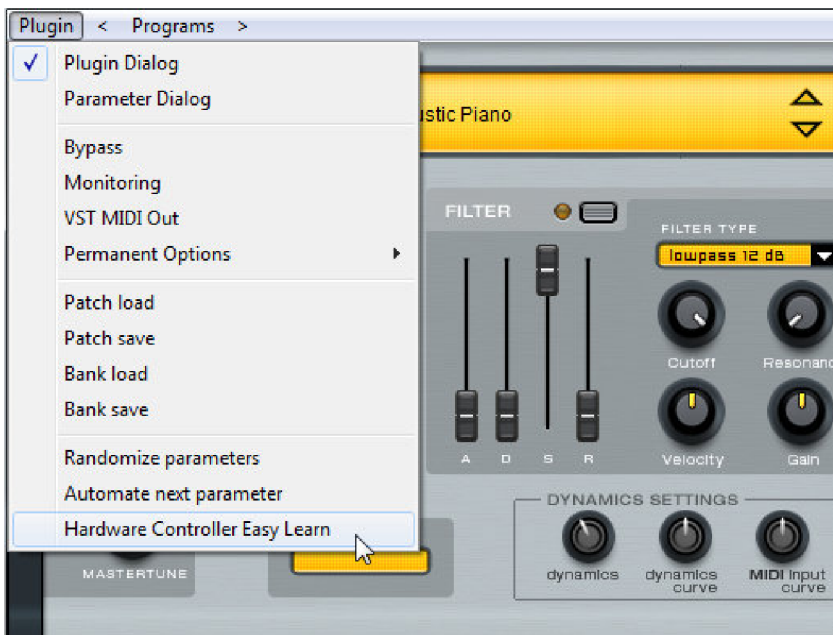 Plugin < Programs >
Plugin Dialog
Parameter Dialog
Bypass
Monitoring
VST MIDI Out
Permanent Options
Patch load
Patch save
Bank load
Bank save
Randomize parameters
Automate next parameter
Hardware Controller Easy Learn
ustic Piano
FILTER
FILTER TYPE
lowpass 12 dB
Cutoff Resonanc
A D S R
Velocity Gain
DYNAMICS SETTINGS
dynamics
dynamics curve
MIDI Input curve
MASTERTUNE